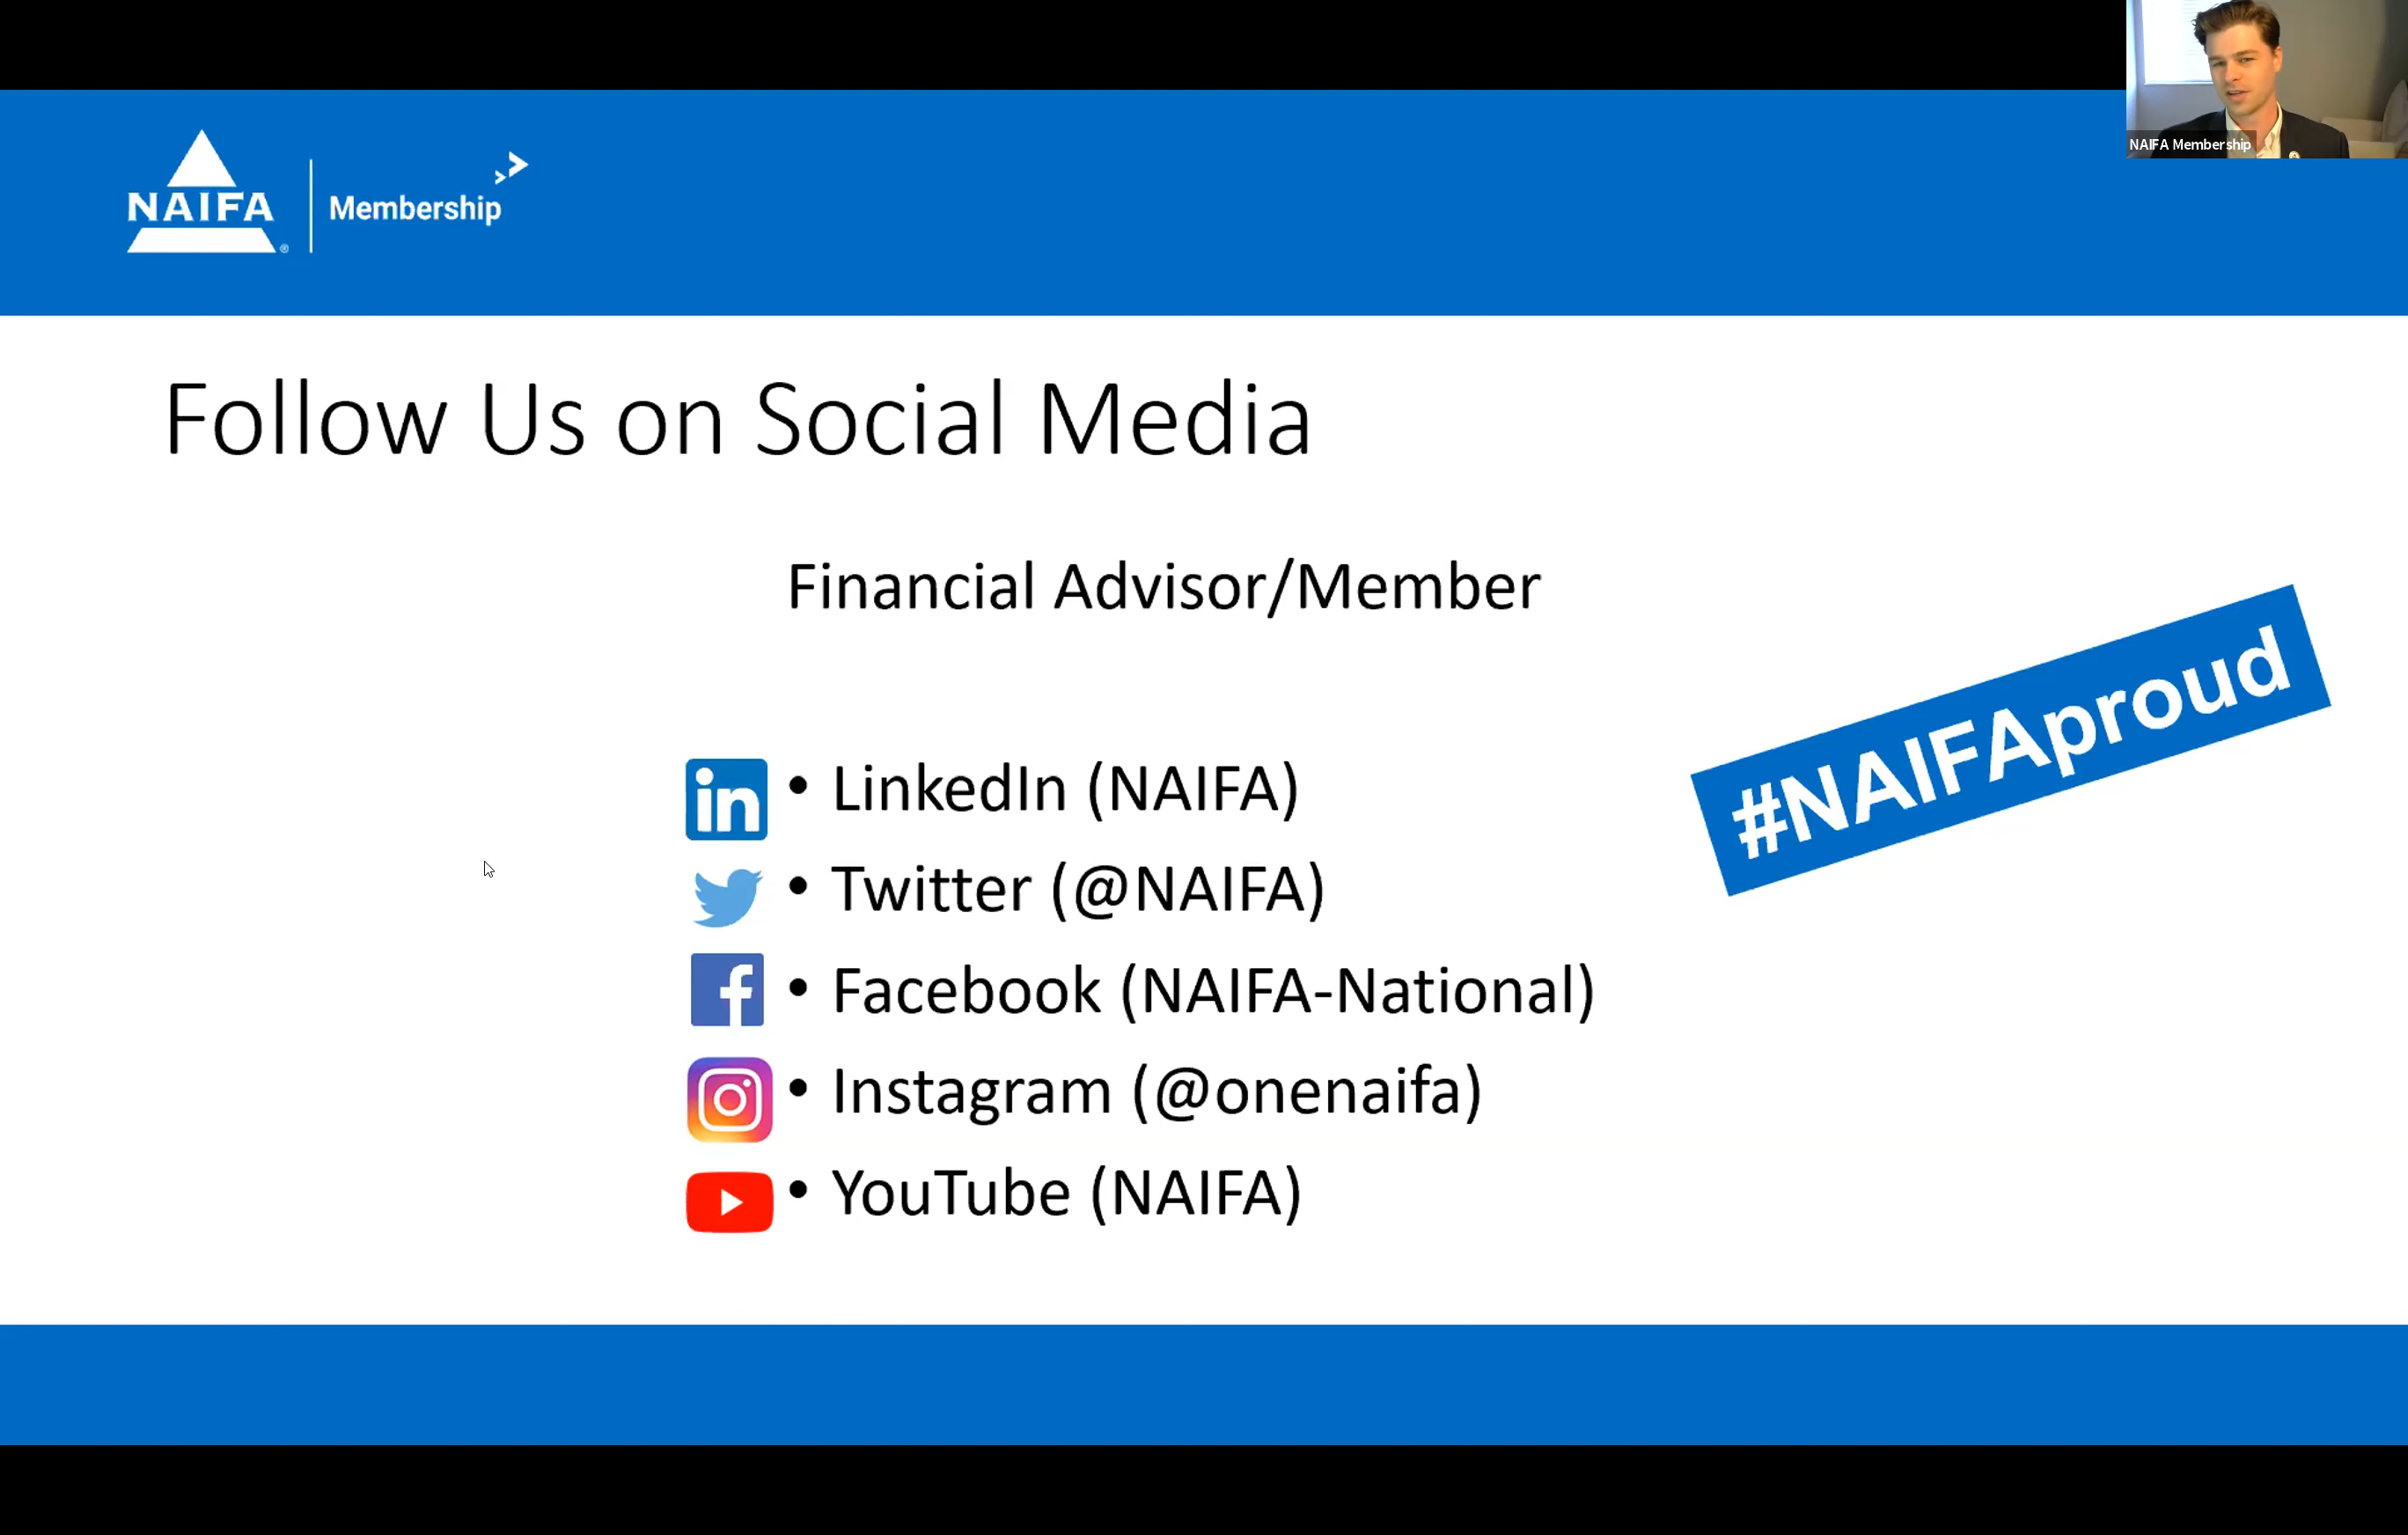 NAIFA Membership
NAIFA
®
Membership
Follow Us on Social Media
Financial Advisor/Member
#NAIFAproud
in
• LinkedIn (NAIFA)
• Twitter (@NAIFA)
f
• Facebook (NAIFA-National)
• Instagram (@onenaifa)
• YouTube (NAIFA)